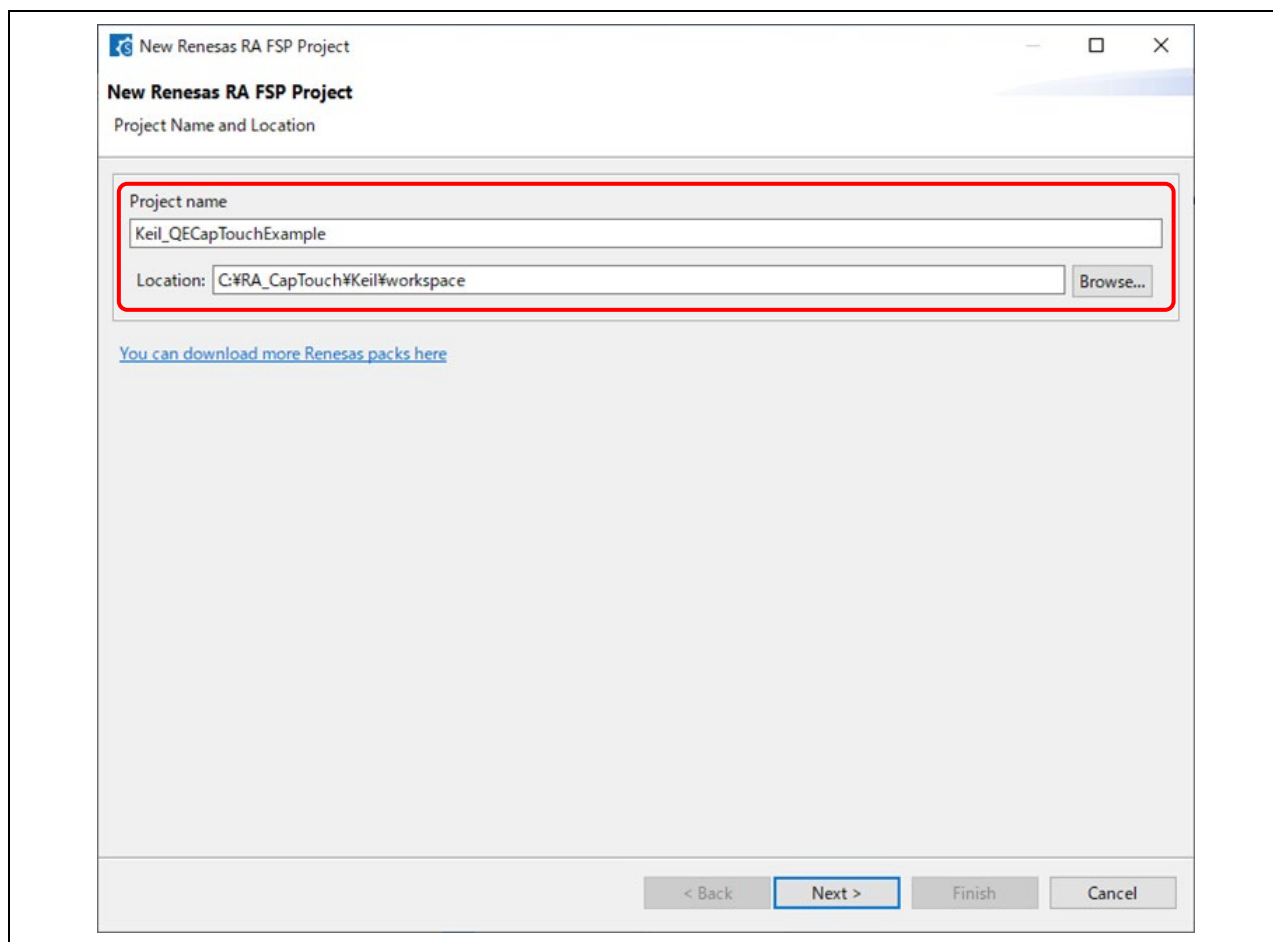 New Renesas RA FSP Project
New Renesas RA FSP Project
Project Name and Location
Project name
Keil_QECapTouchExample
Location: C:¥RA_CapTouch¥Keil¥workspace Browse...
You can download more Renesas packs here
< Back Next > Finish Cancel